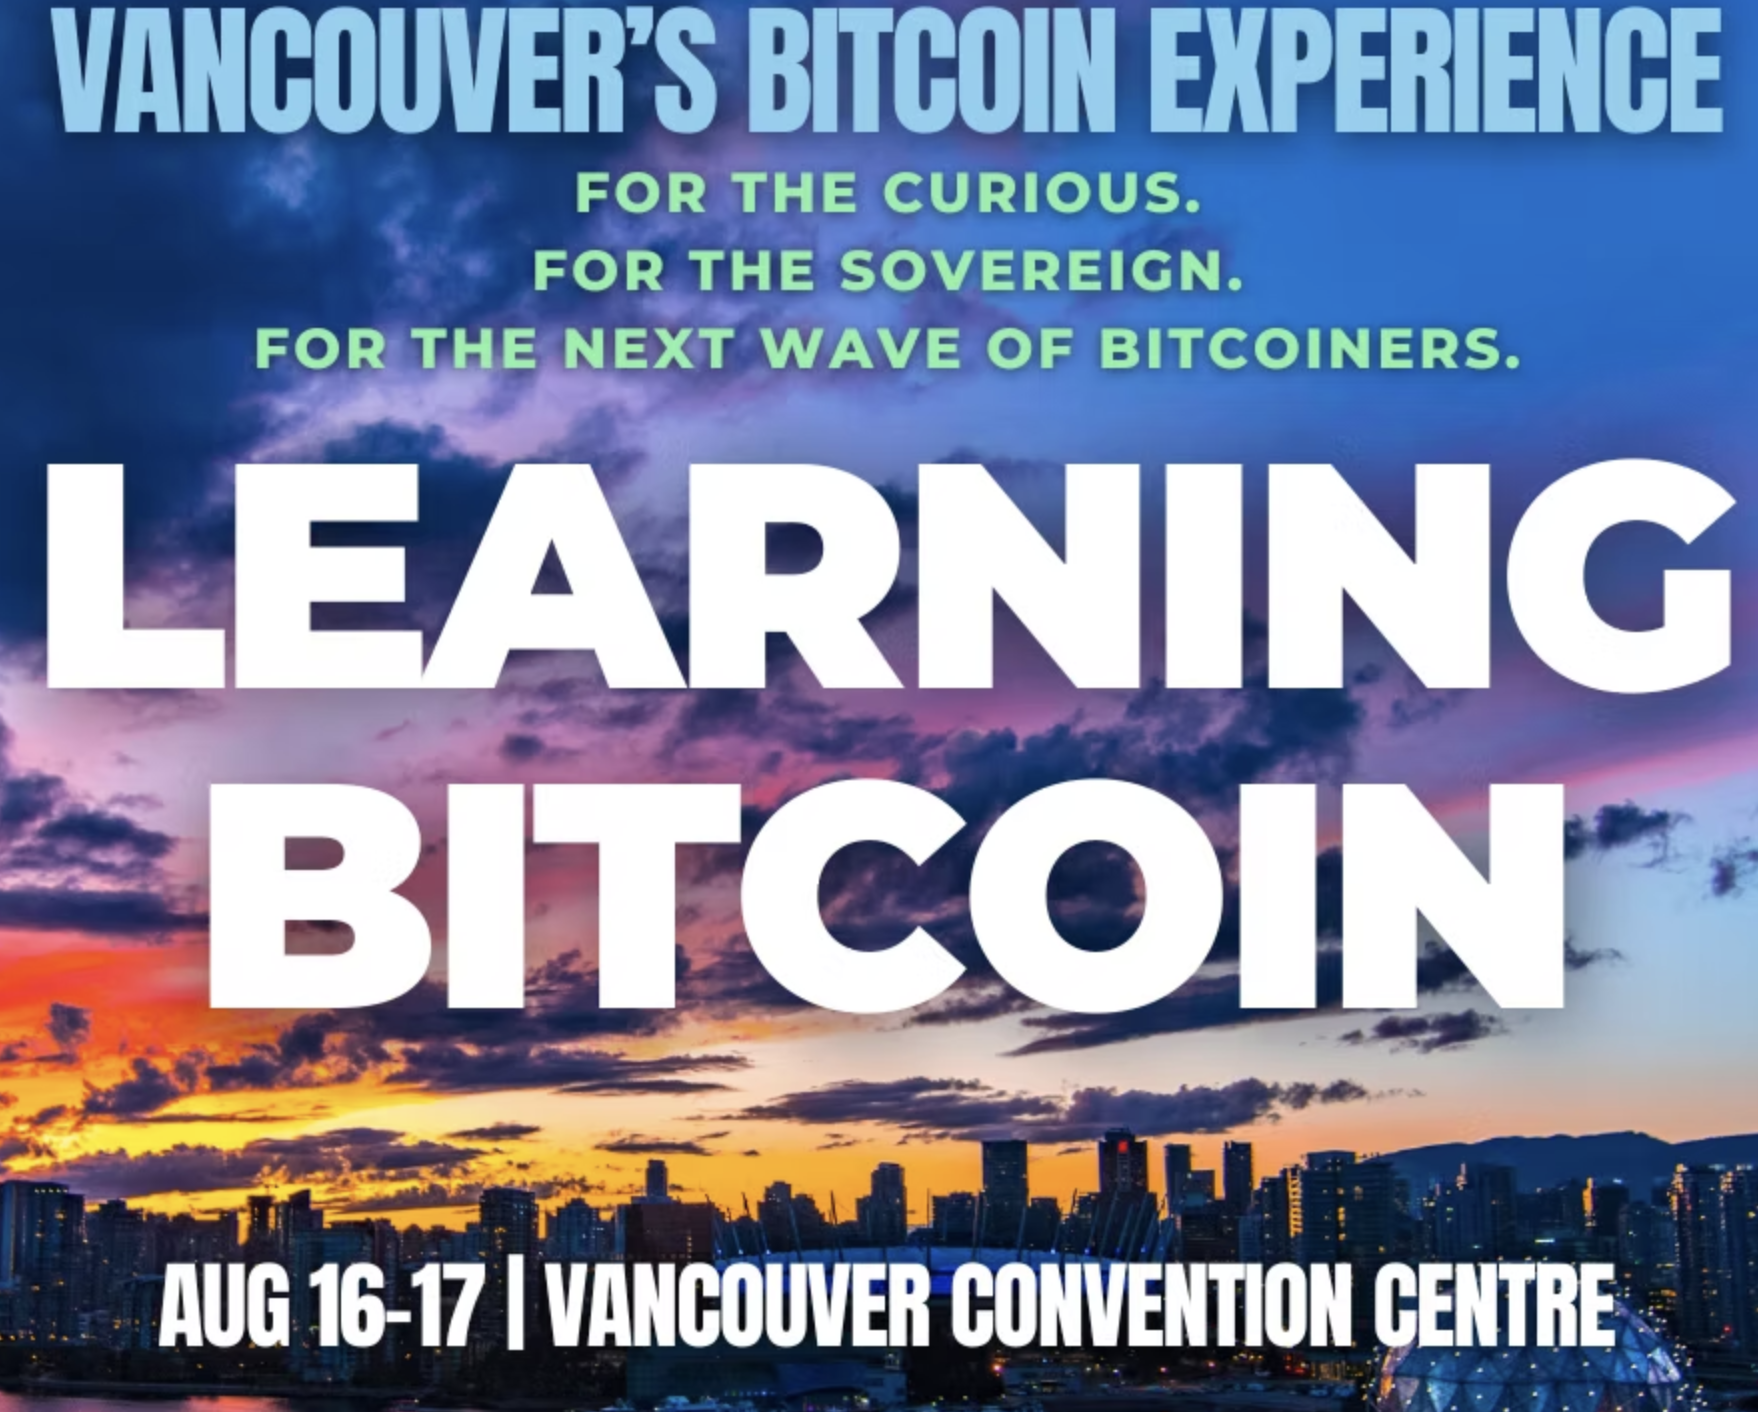 VANCOUVER'S BITCOIN EXPERIENCE
FOR THE CURIOUS.
FOR THE SOVEREIGN.
FOR THE NEXT WAVE OF BITCOINERS.
LEARNING
BITCOIN
AUG 16-17 | VANCOUVER CONVENTION CENTRE